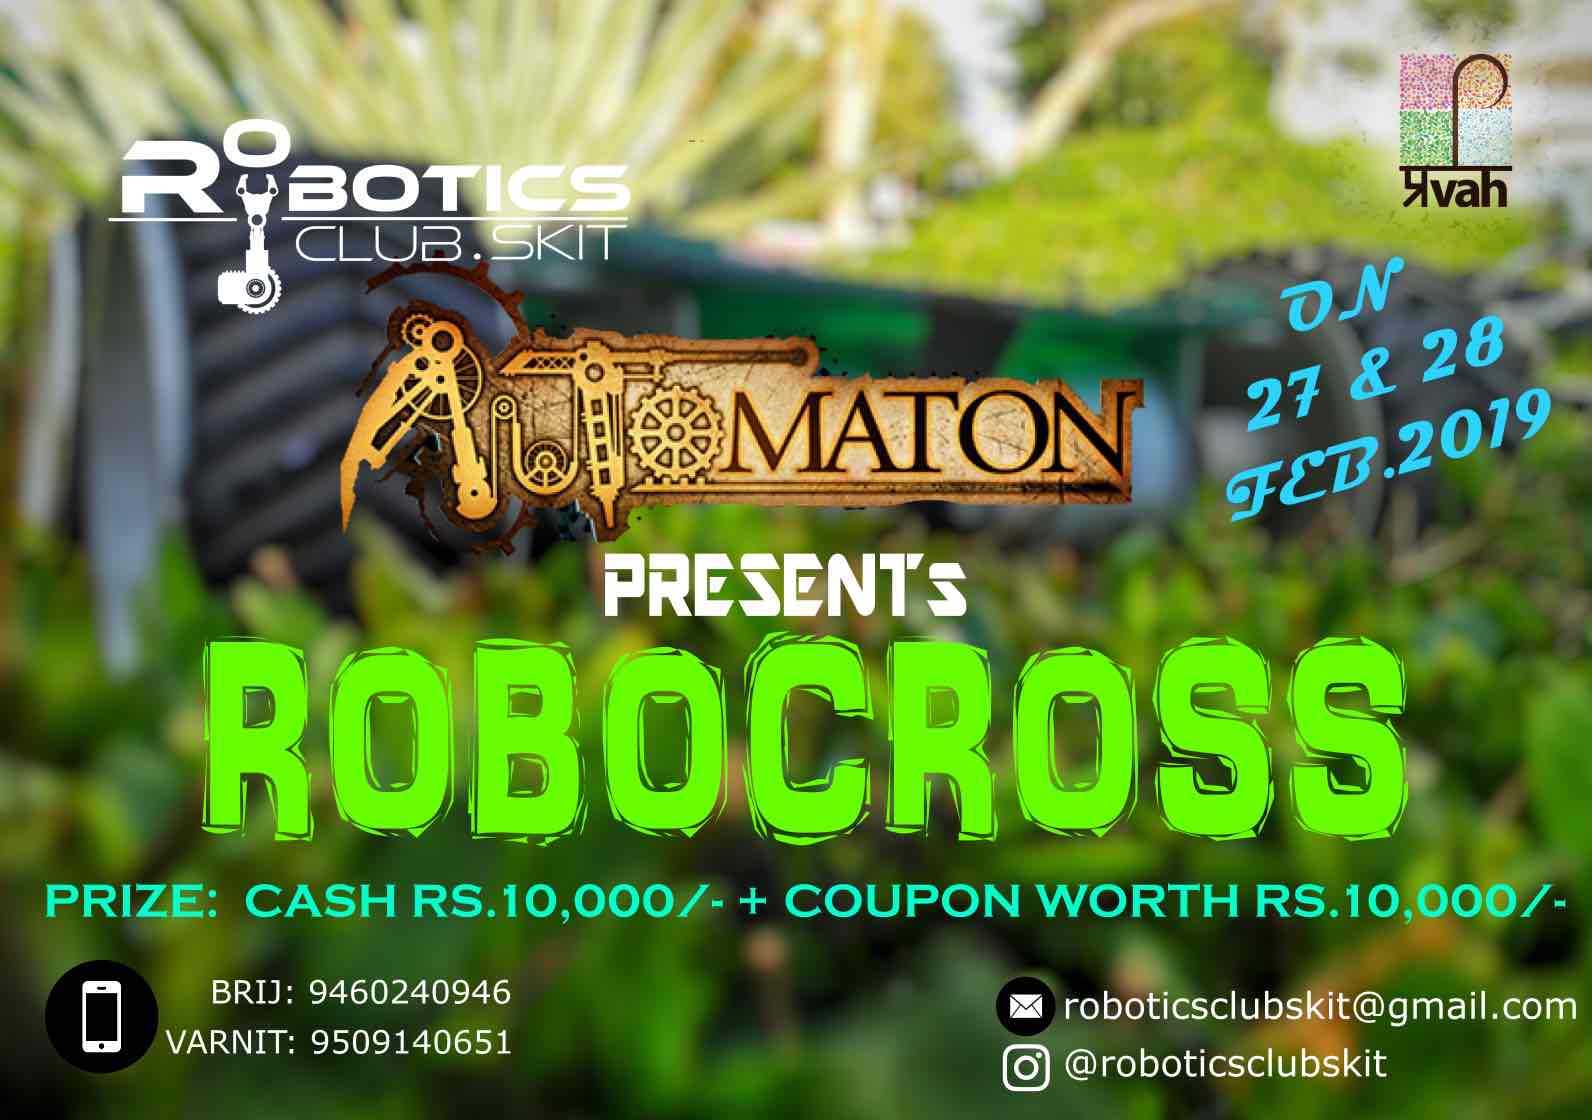 ROBOTICS
CLUB.SKIT
प्रvah
AUTOMATON
ON
27 & 28
FEB.2019
PRESENTs
ROBOCROSS
PRIZE: CASH RS.10,000/- + COUPON WORTH RS.10,000/-
BRIJ: 9460240946
VARNIT: 9509140651
roboticsclubskit@gmail.com
@roboticsclubskit